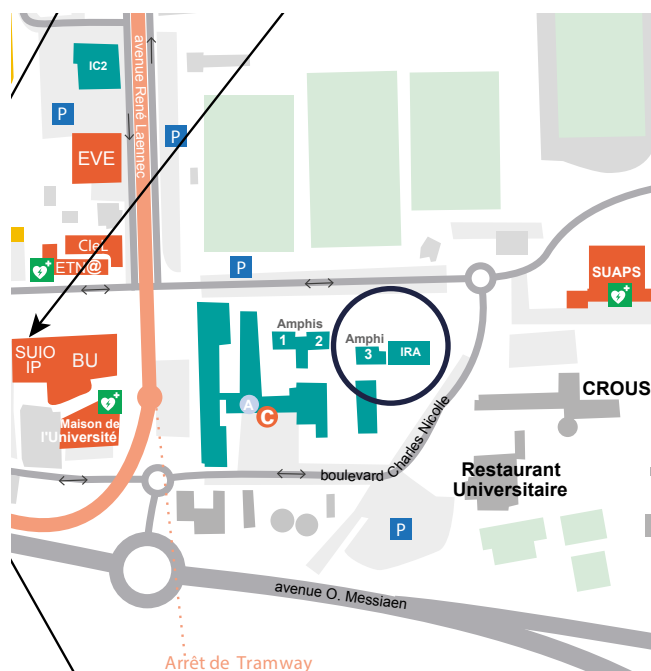 IC2
P
avenue René Laennec
P
EVE
CleL
ETN@
P
SUAPS
Amphis
1
2
Amphi
3
IRA
SUIO
IP
BU
CROUS
A
C
Maison de
l'Université
boulevard Charles Nicolle
Restaurant
Universitaire
P
avenue O. Messiaen
Arrêt de Tramway